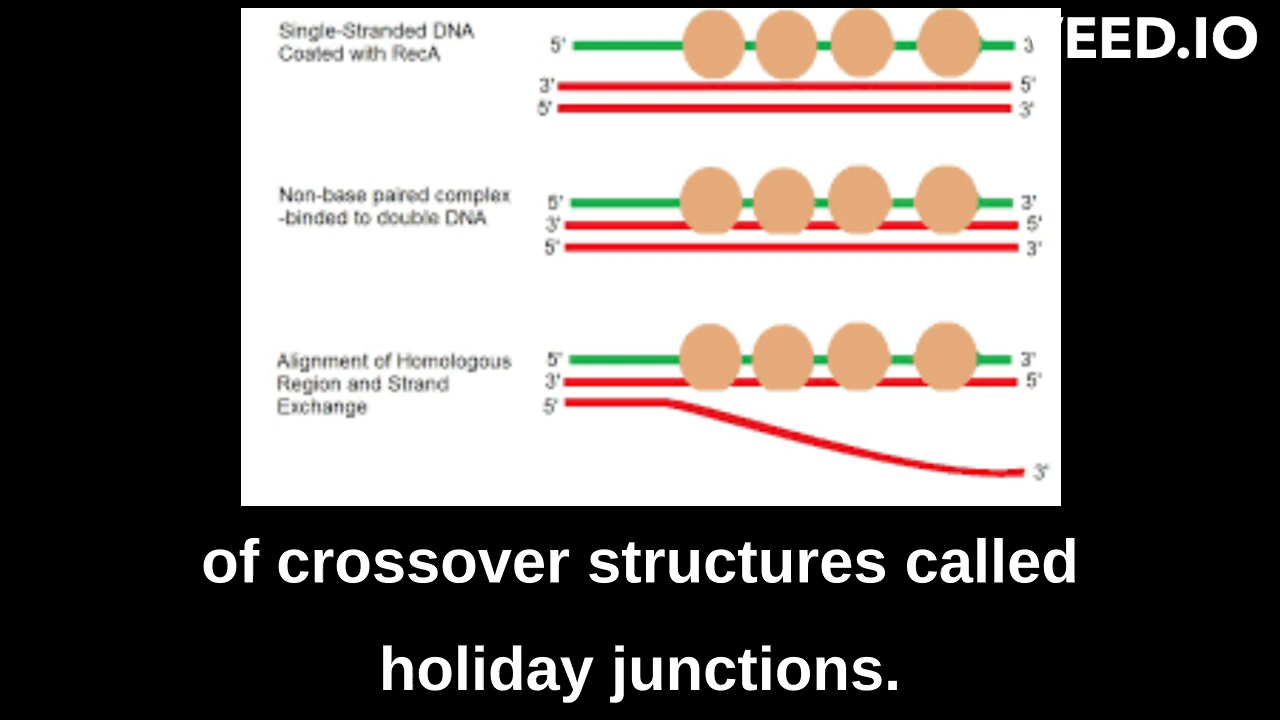 VEED.IO
Single-Stranded DNA
Coated with RecA
5' 3
3' 5'
5' 3'
Non-base paired complex
-binded to double DNA
5' 3'
3' 5'
5' 3'
Alignment of Homologous
Region and Strand
Exchange
5' 3'
3' 5'
5'
3'
of crossover structures called
holiday junctions.